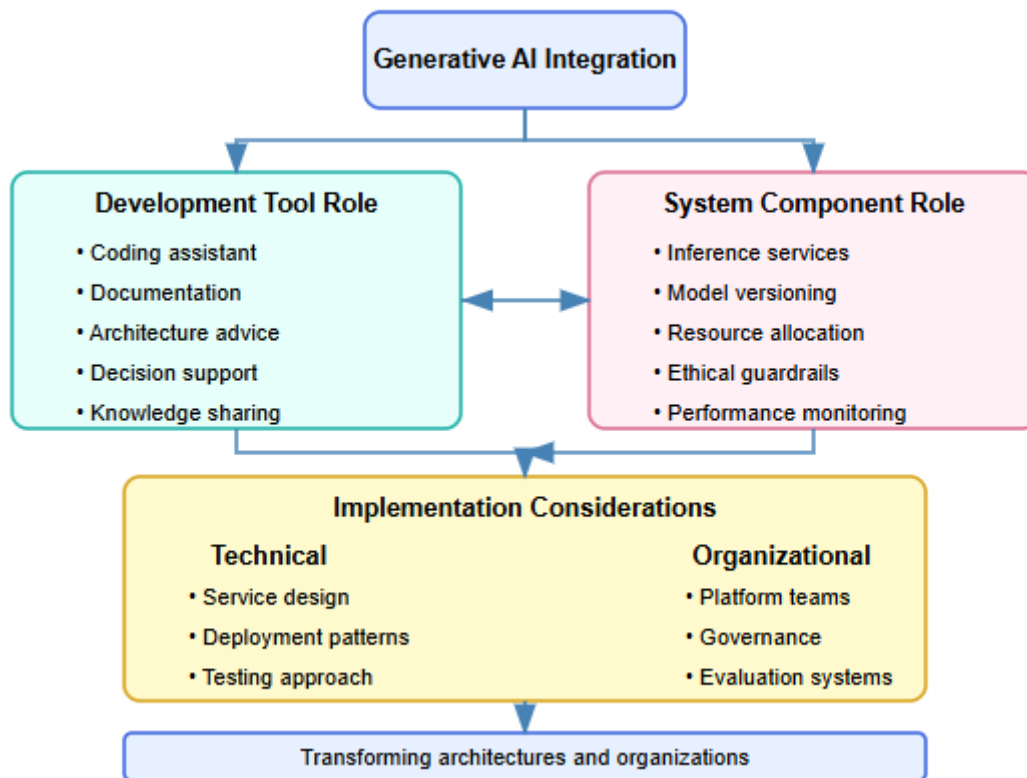 Generative AI Integration
Development Tool Role
• Coding assistant
• Documentation
• Architecture advice
• Decision support
• Knowledge sharing
System Component Role
• Inference services
• Model versioning
• Resource allocation
• Ethical guardrails
• Performance monitoring
Implementation Considerations
Technical
• Service design
• Deployment patterns
• Testing approach
Organizational
• Platform teams
• Governance
• Evaluation systems
Transforming architectures and organizations